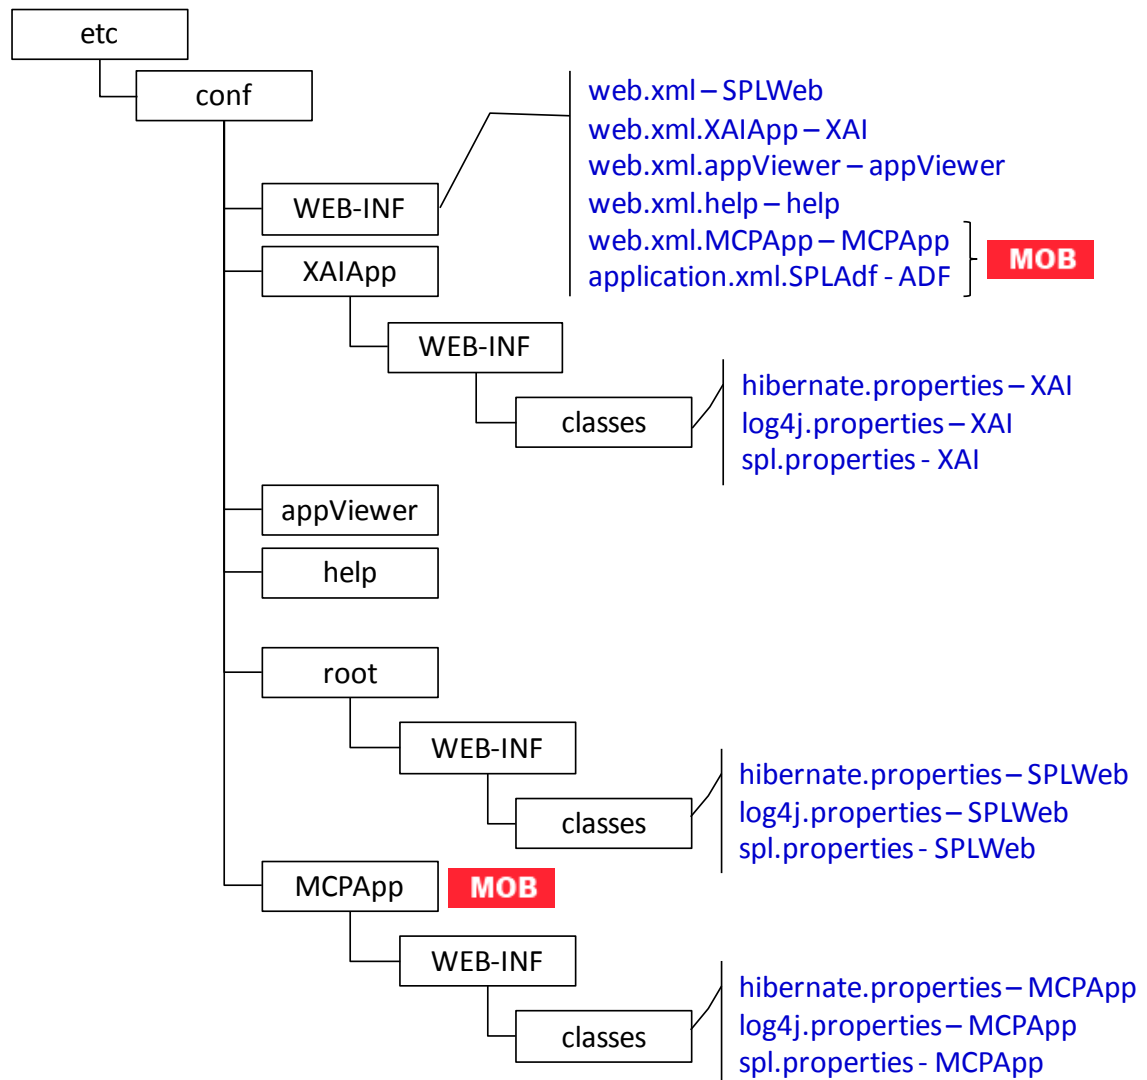 etc
conf
WEB-INF
web.xml – SPLWeb
web.xml.XAIApp – XAI
web.xml.appViewer – appViewer
web.xml.help – help
web.xml.MCPApp – MCPApp
application.xml.SPLAdf - ADF
MOB
XAIApp
WEB-INF
classes
hibernate.properties – XAI
log4j.properties – XAI
spl.properties - XAI
appViewer
help
root
WEB-INF
classes
hibernate.properties – SPLWeb
log4j.properties – SPLWeb
spl.properties - SPLWeb
MCPApp
MOB
WEB-INF
classes
hibernate.properties – MCPApp
log4j.properties – MCPApp
spl.properties - MCPApp